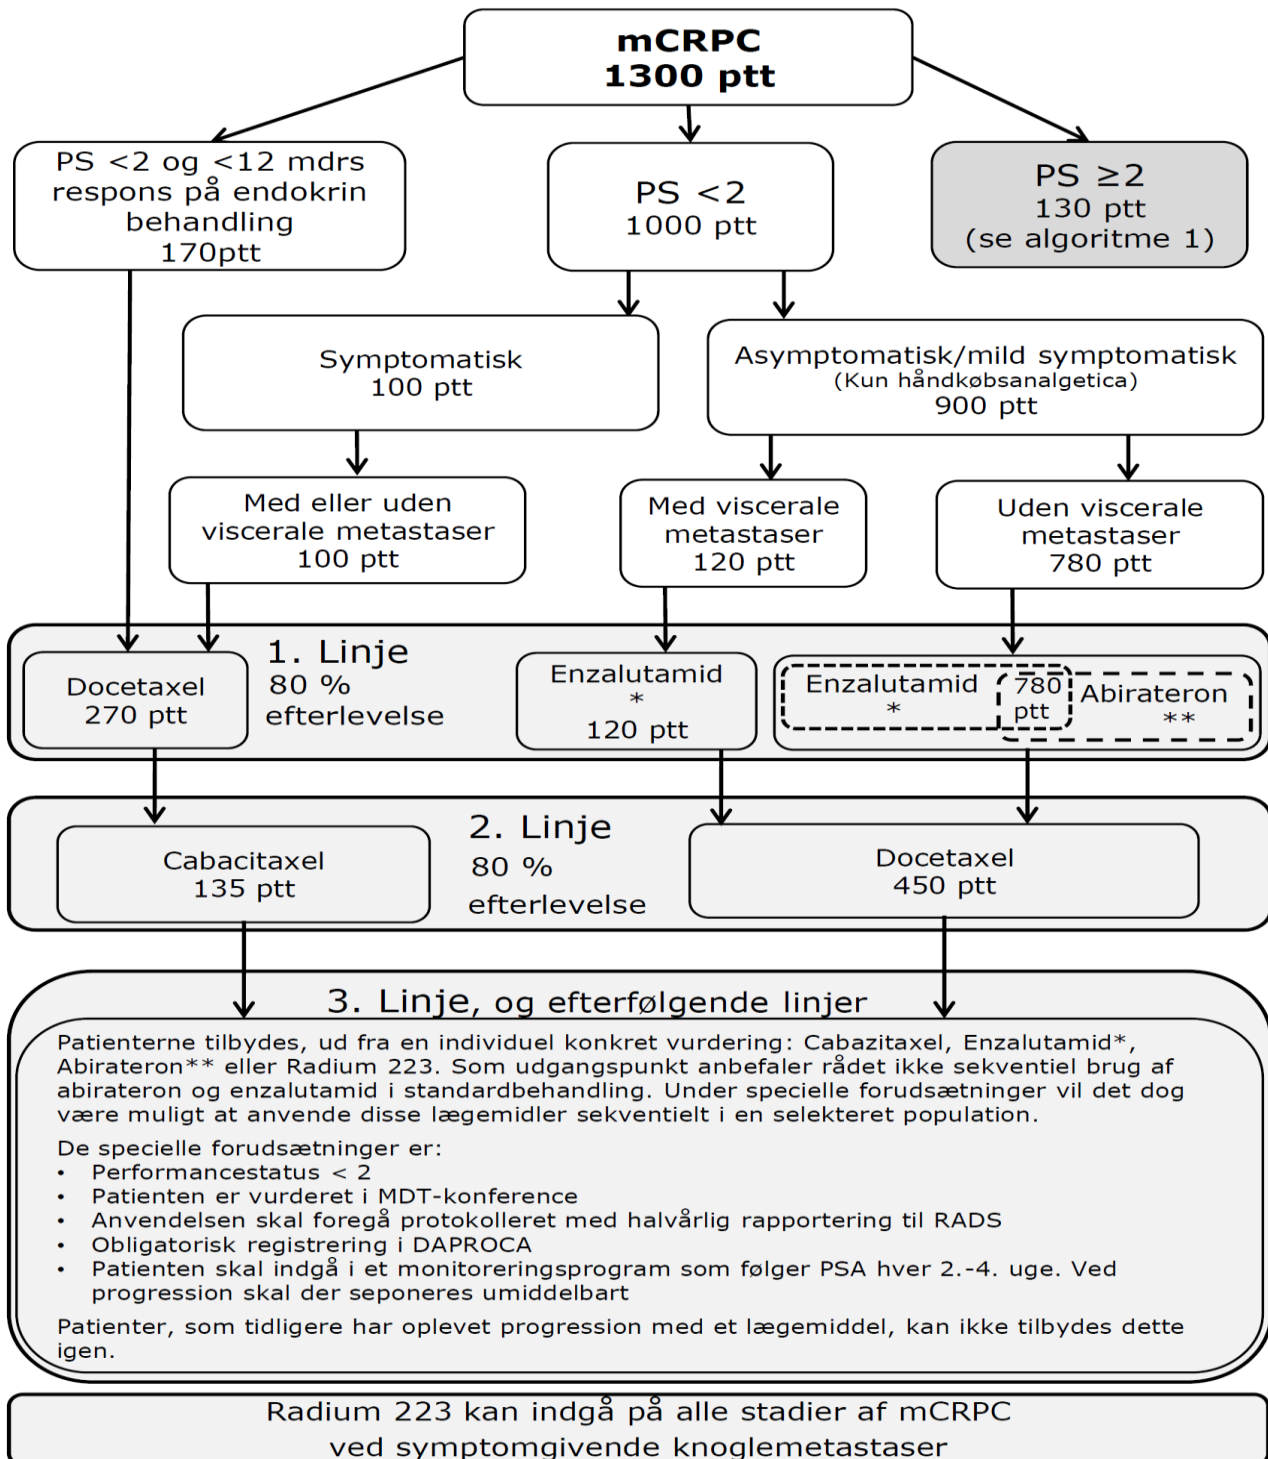 mCRPC
1300 ptt
PS <2 og <12 mdrs
respons på endokrin
behandling
170ptt
PS <2
1000 ptt
PS ≥2
130 ptt
(se algoritme 1)
Symptomatisk
100 ptt
Asymptomatisk/mild symptomatisk
(Kun håndkøbsanalgetica)
900 ptt
Med eller uden
viscerale metastaser
100 ptt
Med viscerale
metastaser
120 ptt
Uden viscerale
metastaser
780 ptt
1. Linje
80 %
efterlevelse
Docetaxel
270 ptt
Enzalutamid
*
120 ptt
Enzalutamid
*
780
ptt
Abirateron
**
2. Linje
80 %
efterlevelse
Cabacitaxel
135 ptt
Docetaxel
450 ptt
3. Linje, og efterfølgende linjer
Patienterne tilbydes, ud fra en individuel konkret vurdering: Cabazitaxel, Enzalutamid*,
Abirateron** eller Radium 223. Som udgangspunkt anbefaler rådet ikke sekventiel brug af
abirateron og enzalutamid i standardbehandling. Under specielle forudsætninger vil det dog
være muligt at anvende disse lægemidler sekventielt i en selekteret population.
De specielle forudsætninger er:
• Performancestatus < 2
• Patienten er vurderet i MDT-konference
• Anvendelsen skal foregå protokolleret med halvårlig rapportering til RADS
• Obligatorisk registrering i DAPROCA
• Patienten skal indgå i et monitoreringsprogram som følger PSA hver 2.-4. uge. Ved
progression skal der seponeres umiddelbart
Patienter, som tidligere har oplevet progression med et lægemiddel, kan ikke tilbydes dette
igen.
Radium 223 kan indgå på alle stadier af mCRPC
ved symptomgivende knoglemetastaser